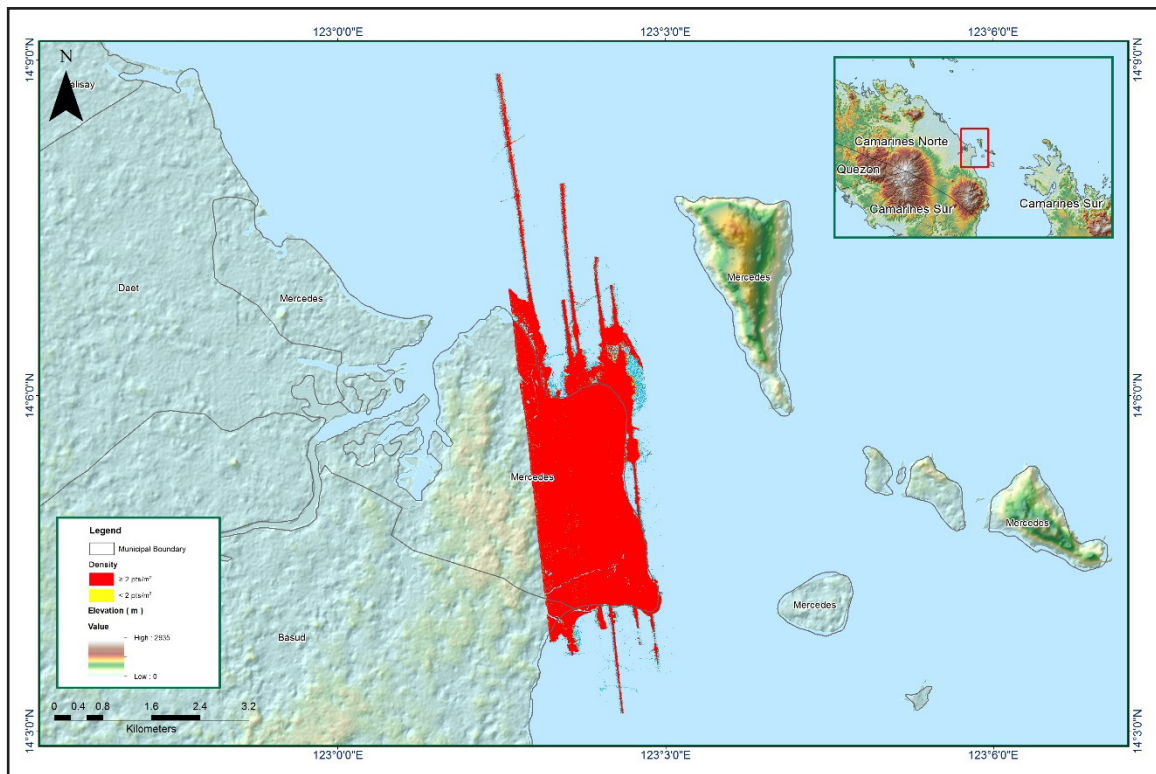 123°0'0"E 123°3'5"E 123°6'0"E
14°9'0"N
14°9'0"N
N
alisay
Camarines Norte
Quezon
Camarines Sur
Camarines Sur
Daet
Mercedes
Mercedes
14°6'0"N
14°6'0"N
Mercedes
Mercedes
Mercedes
Basud
Legend
Municipal Boundary
Density
≥ 2 pts/m²
< 2 pts/m²
Elevation ( m )
Value
High : 2935
Low : 0
0 0.4 0.8 1.6 2.4 3.2
Kilometers
14°3'0"N
14°3'0"N
123°0'0"E 123°3'5"E 123°6'0"E